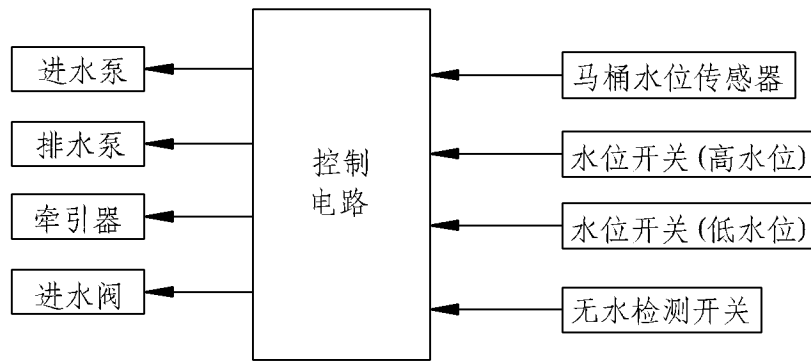 进水泵
排水泵
牵引器
进水阀
控制
电路
马桶水位传感器
水位开关(高水位)
水位开关(低水位)
无水检测开关